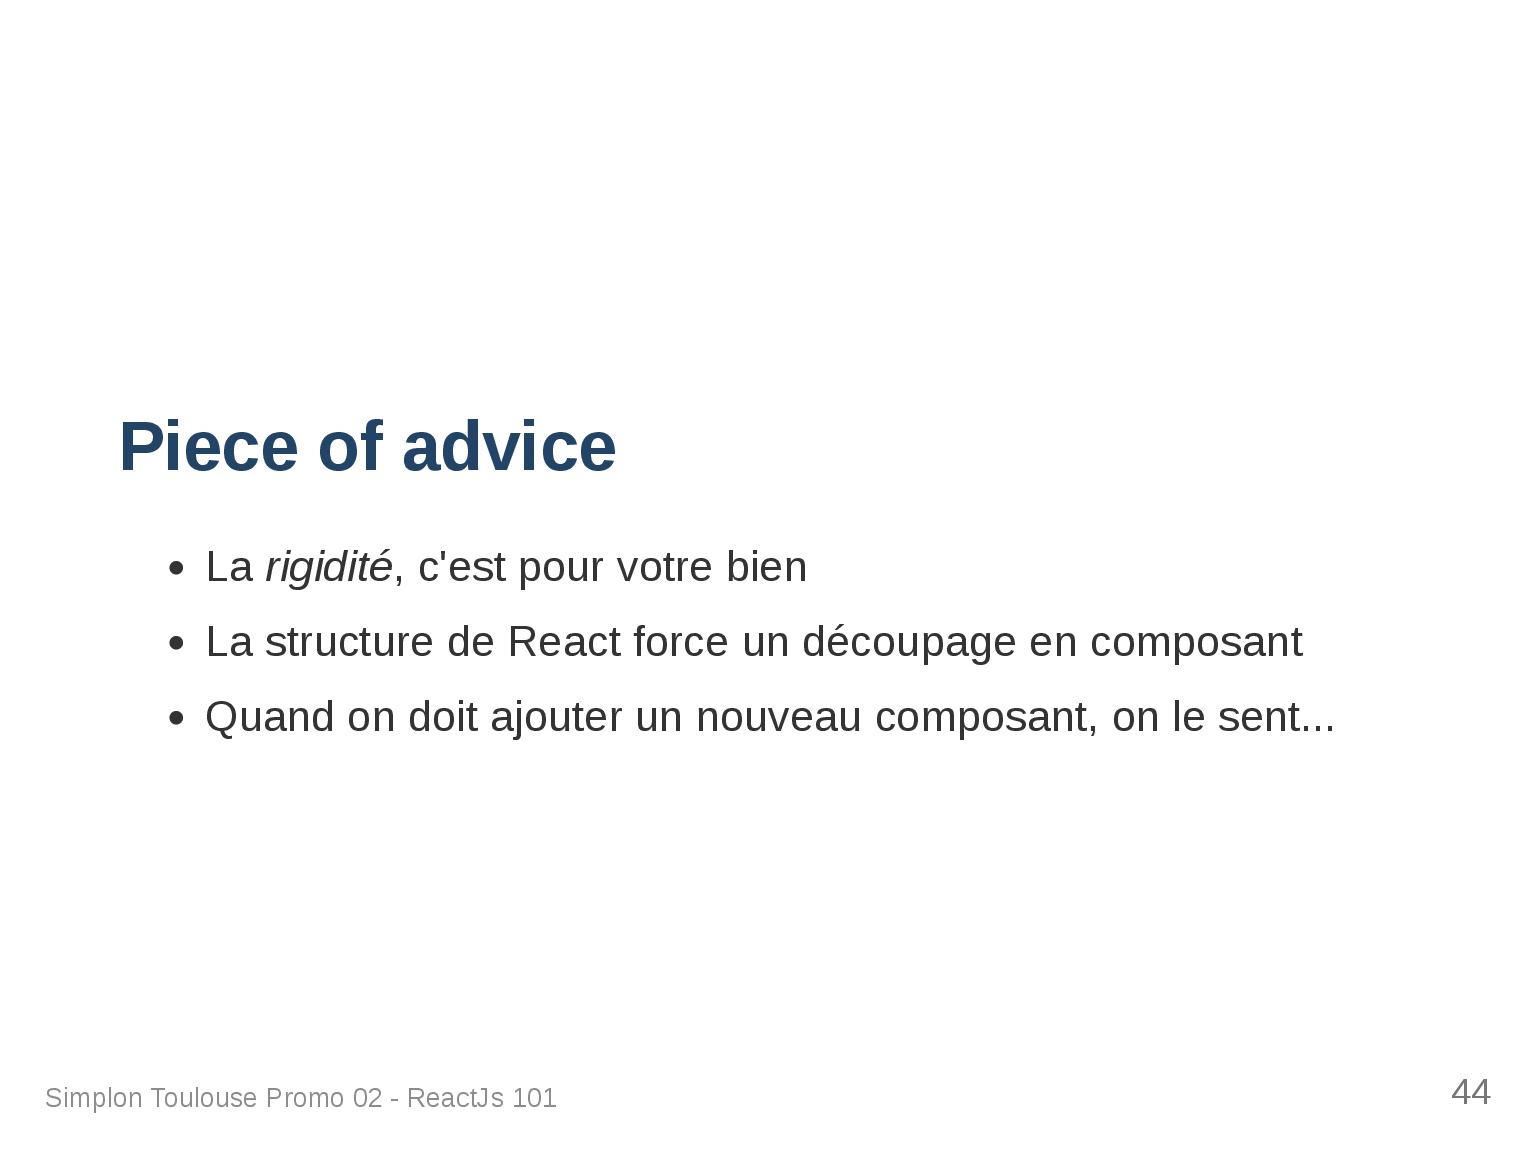 Piece of advice
• La rigidité, c'est pour votre bien
• La structure de React force un découpage en composant
• Quand on doit ajouter un nouveau composant, on le sent...
Simplon Toulouse Promo 02 - ReactJs 101
44